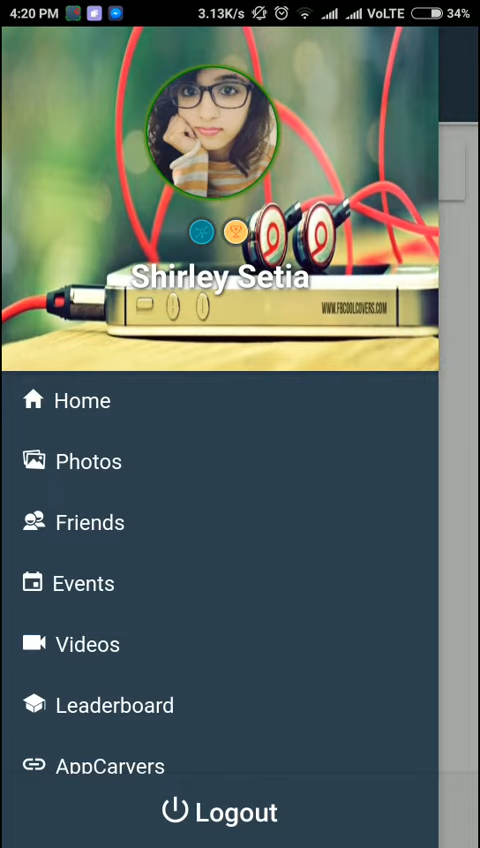 4:20 PM 3.13K/s VoLTE 34%
Shirley Setia
WWW.FBCOOLCOVERS.COM
Home
Photos
Friends
Events
Videos
Leaderboard
AppCarvers
Logout